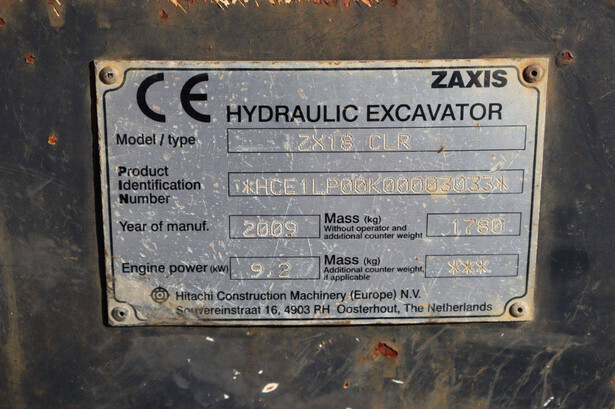 CE ZAXIS
HYDRAULIC EXCAVATOR
Model / type ZX18 CLR
Product
Identification
Number *HCE1LP00K00003033*
Year of manuf. 2009 Mass (kg) Without operator and additional counter weight 1780
Engine power (kW) 9,2 Mass (kg) Additional counter weight, if applicable ***
Hitachi Construction Machinery (Europe) N.V.
Souvereinstraat 16, 4903 RH Oosterhout, The Netherlands